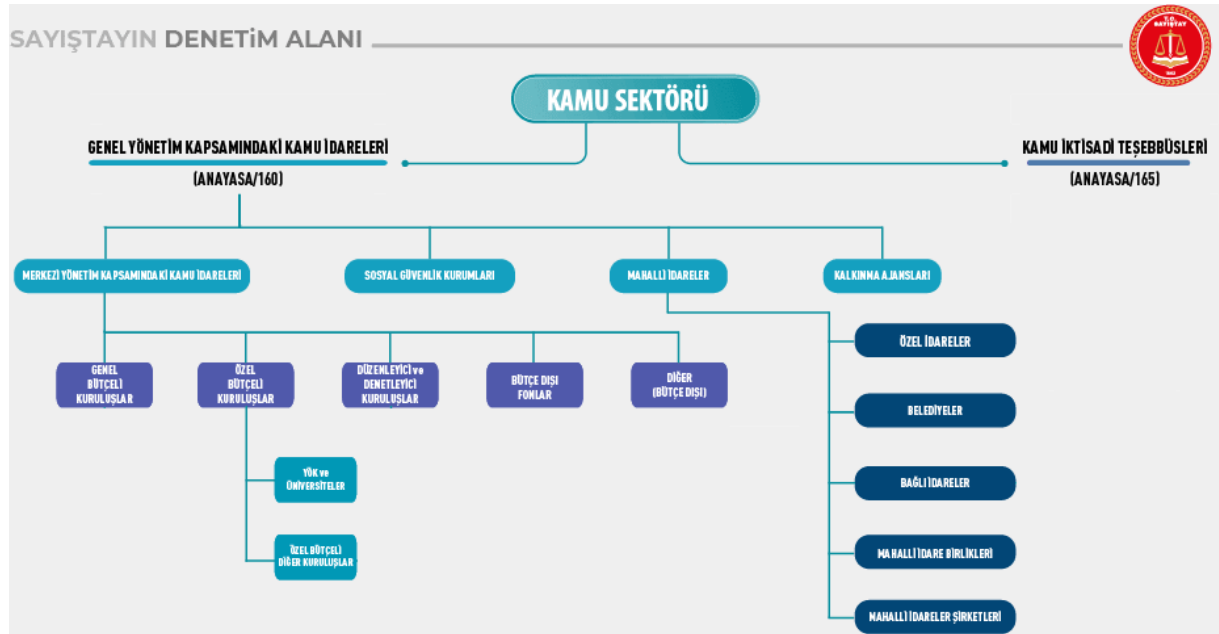 SAYIŞTAYIN DENETİM ALANI
T.C.
SAYIŞTAY
1862
KAMU SEKTÖRÜ
GENEL YÖNETİM KAPSAMINDAKİ KAMU İDARELERİ
(ANAYASA/160)
KAMU İKTİSADİ TEŞEBBÜSLERİ
(ANAYASA/165)
MERKEZİ YÖNETİM KAPSAMINDAKİ KAMU İDARELERİ
SOSYAL GÜVENLİK KURUMLARI
MAHALLİ İDARELER
KALKINMA AJANSLARI
GENEL
BÜTÇELİ
KURULUŞLAR
ÖZEL
BÜTÇELİ
KURULUŞLAR
DÜZENLEYİCİ ve
DENETLEYİCİ
KURULUŞLAR
BÜTÇE DIŞI
FONLAR
DİĞER
(BÜTÇE DIŞI)
YÖK ve
ÜNİVERSİTELER
ÖZEL BÜTÇELİ
DİĞER KURULUŞLAR
ÖZEL İDARELER
BELEDİYELER
BAĞLI İDARELER
MAHALLİ İDARE BİRLİKLERİ
MAHALLİ İDARELER ŞİRKETLERİ